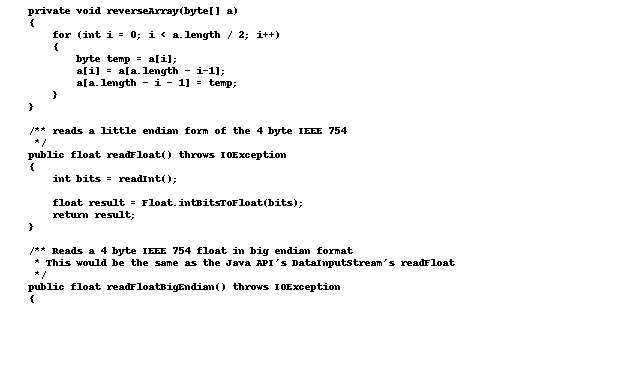 private void reverseArray(byte[] a)
{
for (int i = 0; i < a.length / 2; i++)
{
byte temp = a[i];
a[i] = a[a.length - i-1];
a[a.length - i - 1] = temp;
}
}
/** reads a little endian form of the 4 byte IEEE 754
*/
public float readFloat() throws IOException
{
int bits = readInt();
float result = Float.intBitsToFloat(bits);
return result;
}
/** Reads a 4 byte IEEE 754 float in big endian format
* This would be the same as the Java API's DataInputStream's readFloat
*/
public float readFloatBigEndian() throws IOException
{